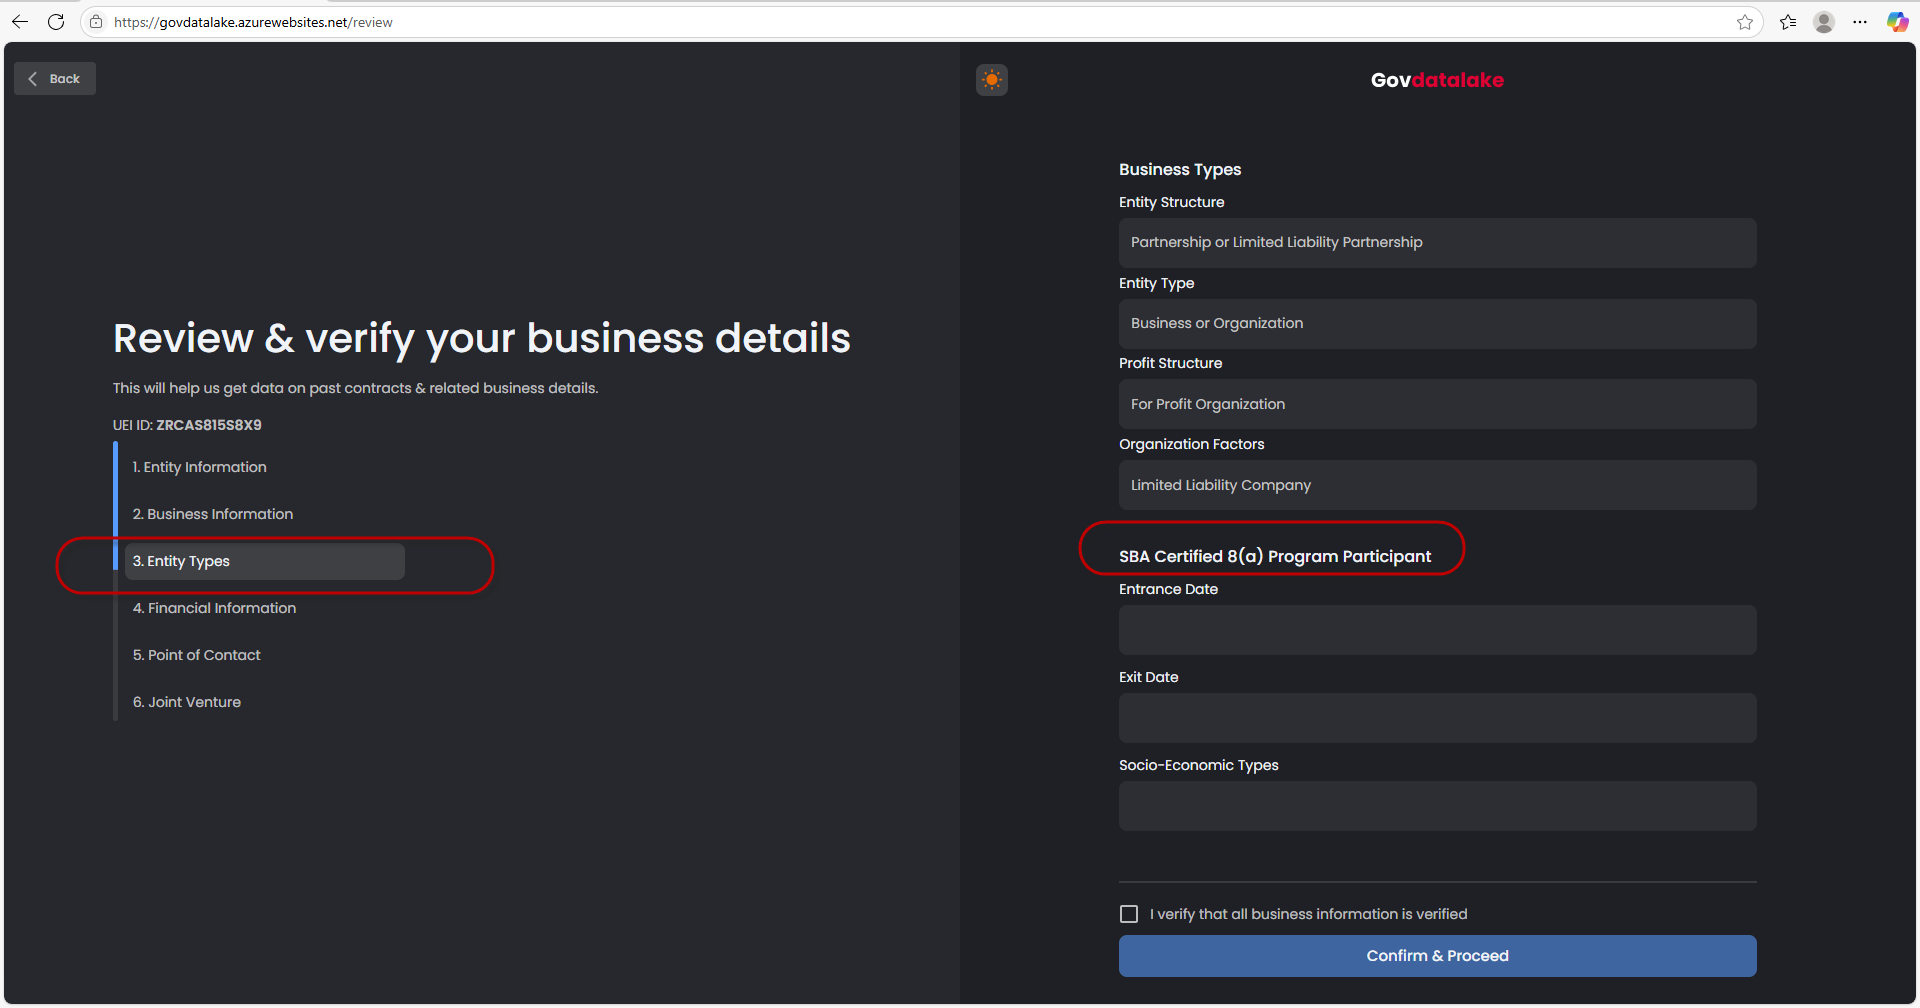 https://govdatalake.azurewebsites.net/review
Back
Govdatalake
Review & verify your business details
This will help us get data on past contracts & related business details.
UEI ID: ZRCAS815S8X9
1. Entity Information
2. Business Information
3. Entity Types
4. Financial Information
5. Point of Contact
6. Joint Venture
Business Types
Entity Structure
Partnership or Limited Liability Partnership
Entity Type
Business or Organization
Profit Structure
For Profit Organization
Organization Factors
Limited Liability Company
SBA Certified 8(a) Program Participant
Entrance Date
Exit Date
Socio-Economic Types
I verify that all business information is verified
Confirm & Proceed